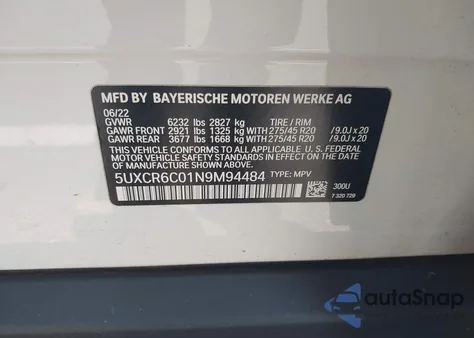 MFD BY BAYERISCHE MOTOREN WERKE AG
06/22
GVWR 6232 lbs 2827 kg TIRE / RIM
GAWR FRONT 2921 lbs 1325 kg WITH 275/45 R20 /9.0J x 20
GAWR REAR 3677 lbs 1668 kg WITH 275/45 R20 /9.0J x 20
THIS VEHICLE CONFORMS TO ALL APPLICABLE U. S. FEDERAL
MOTOR VEHICLE SAFETY STANDARDS IN EFFECT ON THE DATE
OF MANUFACTURE SHOWN ABOVE.
5UXCR6C01N9M94484 TYPE: MPV
300U
7 320 729
autoSnap